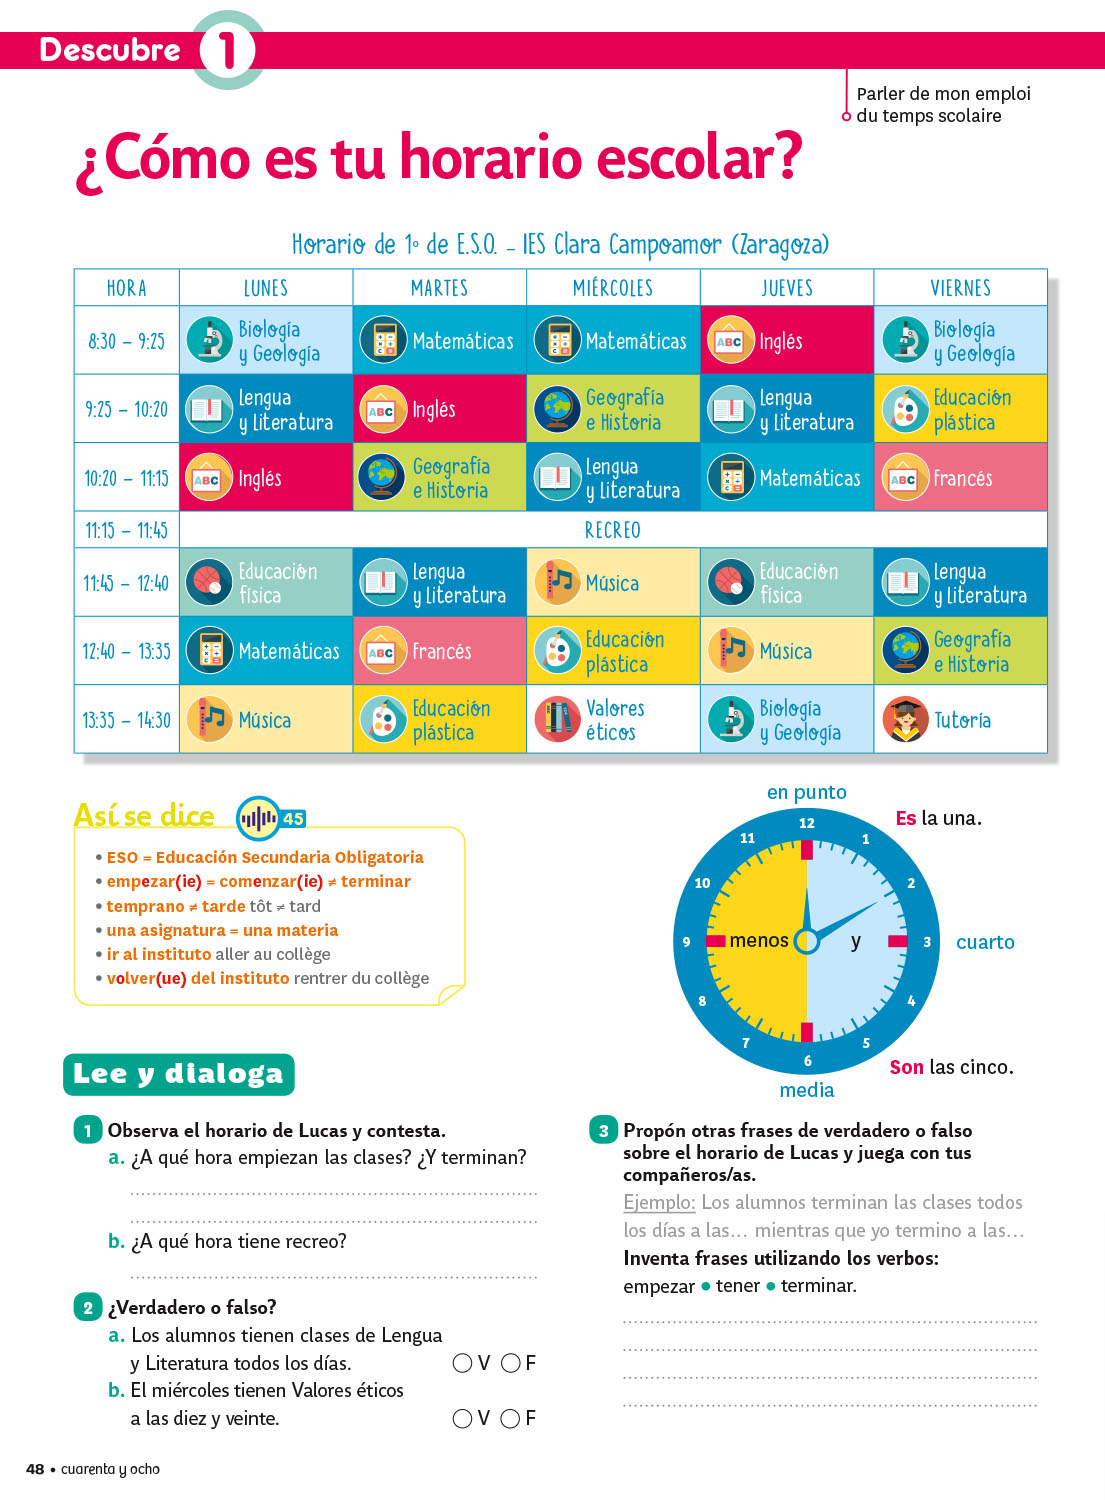 Descubre 1
Parler de mon emploi
du temps scolaire
¿Cómo es tu horario escolar?
Horario de 1º de E.S.O. – IES Clara Campoamor (Zaragoza)
HORA LUNES MARTES MIÉRCOLES JUEVES VIERNES
8:30 – 9:25 Biología y Geología Matemáticas Matemáticas ABC Inglés Biología y Geología
9:25 – 10:20 Lengua y Literatura ABC Inglés Geografía e Historia Lengua y Literatura Educación plástica
10:20 – 11:15 ABC Inglés Geografía e Historia Lengua y Literatura Matemáticas ABC Francés
11:15 – 11:45 RECREO
11:45 – 12:40 Educación física Lengua y Literatura Música Educación física Lengua y Literatura
12:40 – 13:35 Matemáticas ABC Francés Educación plástica Música Geografía e Historia
13:35 – 14:30 Música Educación plástica Valores éticos Biología y Geología Tutoría
Así se dice 45
• ESO = Educación Secundaria Obligatoria
• empezar(ie) = comenzar(ie) ≠ terminar
• temprano ≠ tarde tôt ≠ tard
• una asignatura = una materia
• ir al instituto aller au collège
• volver(ue) del instituto rentrer du collège
en punto
Es la una.
12
11 1
10 2
9 menos y 3 cuarto
8 4
7 5
6
Son las cinco.
media
Lee y dialoga
1 Observa el horario de Lucas y contesta.
a. ¿A qué hora empiezan las clases? ¿Y terminan?
b. ¿A qué hora tiene recreo?
2 ¿Verdadero o falso?
a. Los alumnos tienen clases de Lengua
y Literatura todos los días. V F
b. El miércoles tienen Valores éticos
a las diez y veinte. V F
3 Propón otras frases de verdadero o falso
sobre el horario de Lucas y juega con tus
compañeros/as.
Ejemplo: Los alumnos terminan las clases todos
los días a las... mientras que yo termino a las...
Inventa frases utilizando los verbos:
empezar • tener • terminar.
48 • cuarenta y ocho